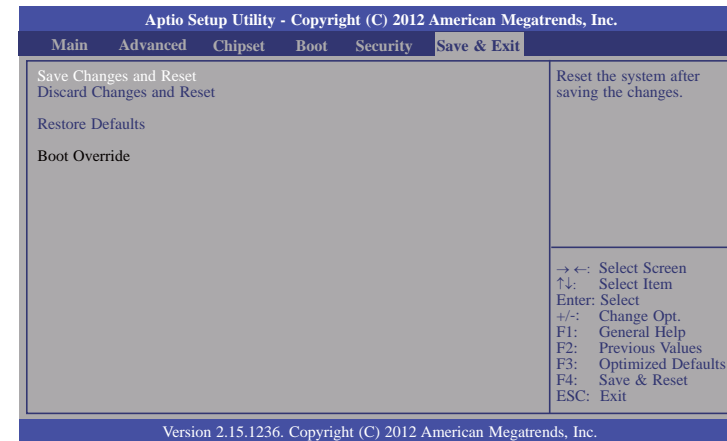 Aptio Setup Utility - Copyright (C) 2012 American Megatrends, Inc.
Main Advanced Chipset Boot Security Save & Exit
Save Changes and Reset
Discard Changes and Reset
Restore Defaults
Boot Override
Reset the system after
saving the changes.
→ ←: Select Screen
↑↓: Select Item
Enter: Select
+/-: Change Opt.
F1: General Help
F2: Previous Values
F3: Optimized Defaults
F4: Save & Reset
ESC: Exit
Version 2.15.1236. Copyright (C) 2012 American Megatrends, Inc.